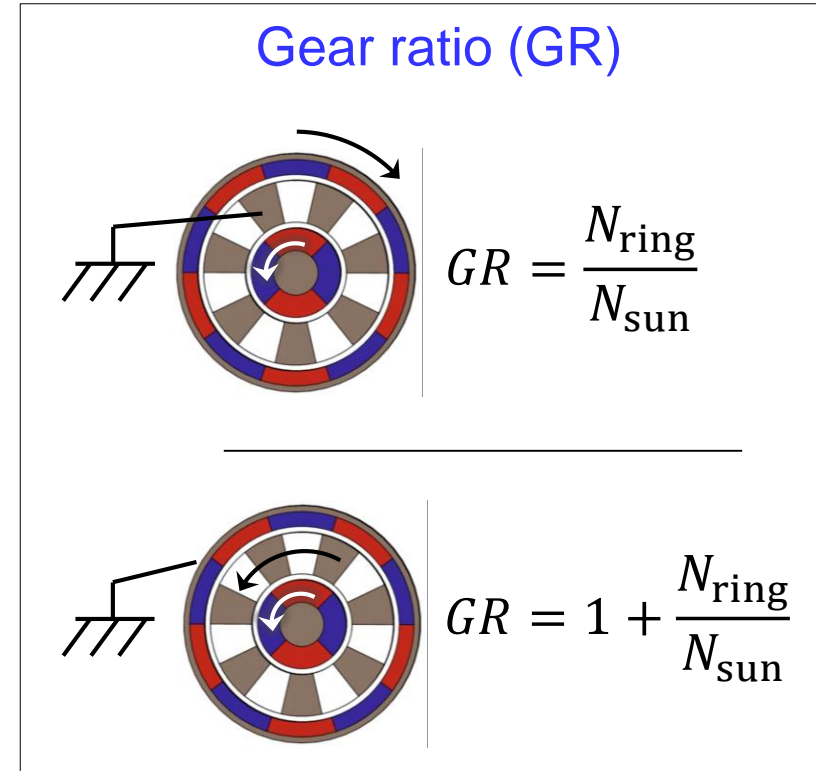 Gear ratio (GR)
GR = N_ring / N_sun
GR = 1 + N_ring / N_sun